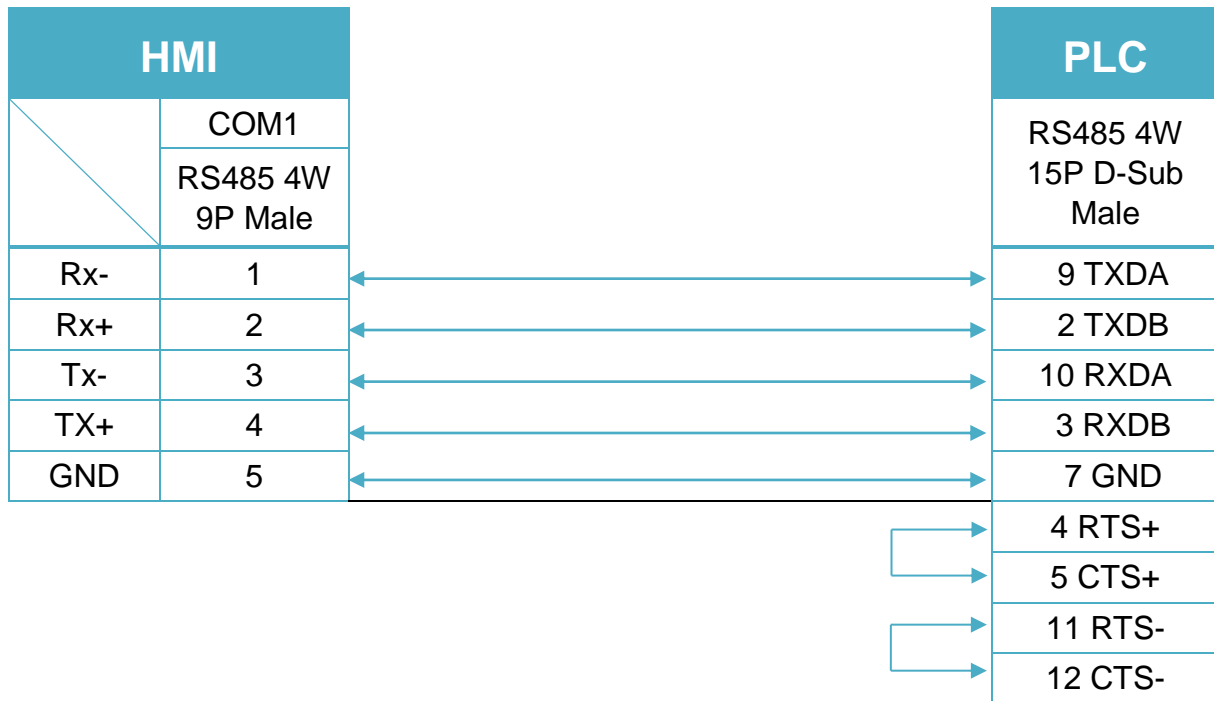 HMI
PLC
COM1
RS485 4W
9P Male
RS485 4W
15P D-Sub
Male
Rx- 1 9 TXDA
Rx+ 2 2 TXDB
Tx- 3 10 RXDA
TX+ 4 3 RXDB
GND 5 7 GND
4 RTS+
5 CTS+
11 RTS-
12 CTS-